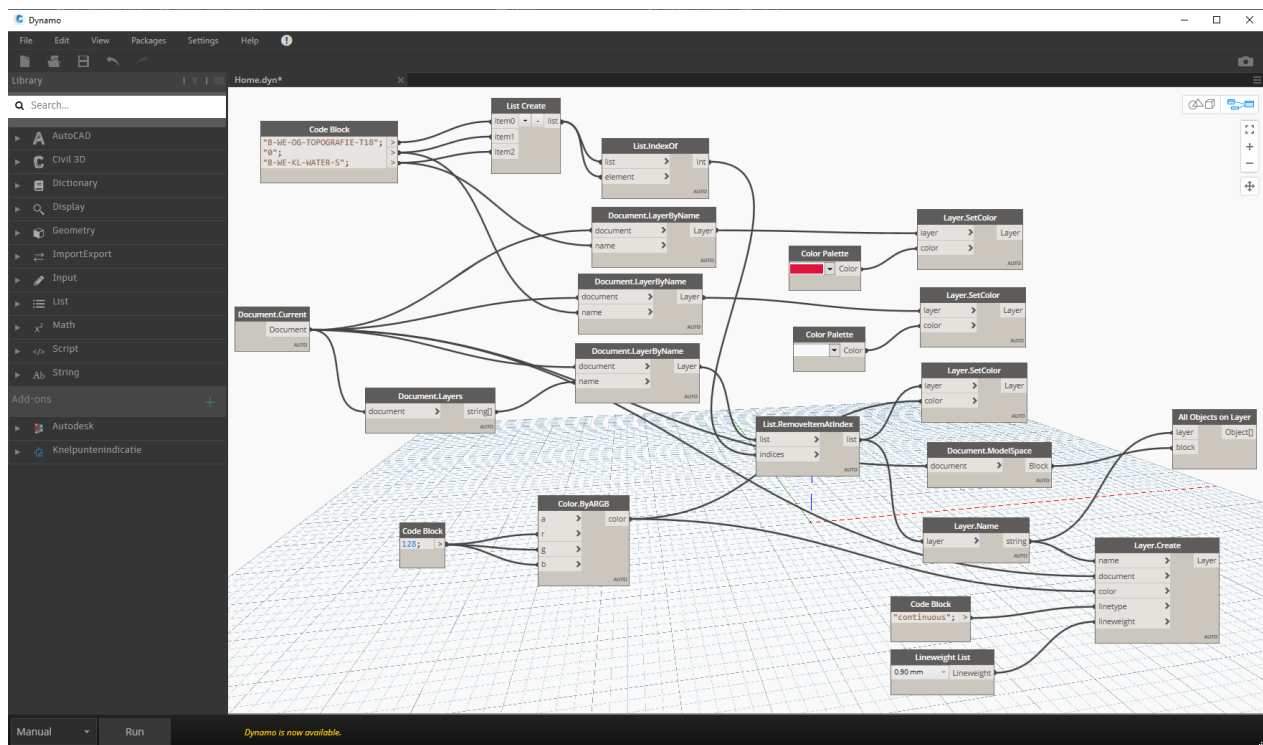 Dynamo
File Edit View Packages Settings Help
Library
Home.dyn*
Search...
AutoCAD
Civil 3D
Dictionary
Display
Geometry
ImportExport
Input
List
Math
Script
String
Add-ons
Autodesk
Knelpuntenindicatie
Code Block
"B-WE-OG-TOPOGRAFIE-T18"; >
"0"; >
"B-WE-KL-WATER-S"; >
List Create
item0 + - list
item1
item2
List.IndexOf
list > int
element >
AUTO
Document.LayerByName
document > Layer
name >
AUTO
Document.LayerByName
document > Layer
name >
AUTO
Document.LayerByName
document > Layer
name >
AUTO
Document.Current
Document
AUTO
Document.Layers
document > string[]
AUTO
Color Palette
Color
Color Palette
Color
Layer.SetColor
layer > Layer
color >
AUTO
Layer.SetColor
layer > Layer
color >
AUTO
Layer.SetColor
layer > Layer
color >
AUTO
List.RemoveItemAtIndex
list > list
indices >
AUTO
Document.ModelSpace
document > Block
AUTO
All Objects on Layer
layer Object[]
block
Code Block
128; >
Color.ByARGB
a > color
r >
g >
b >
AUTO
Layer.Name
layer > string
AUTO
Layer.Create
name > Layer
document >
color >
linetype >
lineweight >
AUTO
Code Block
"continuous"; >
Lineweight List
0.90 mm Lineweight
Manual Run Dynamo is now available.